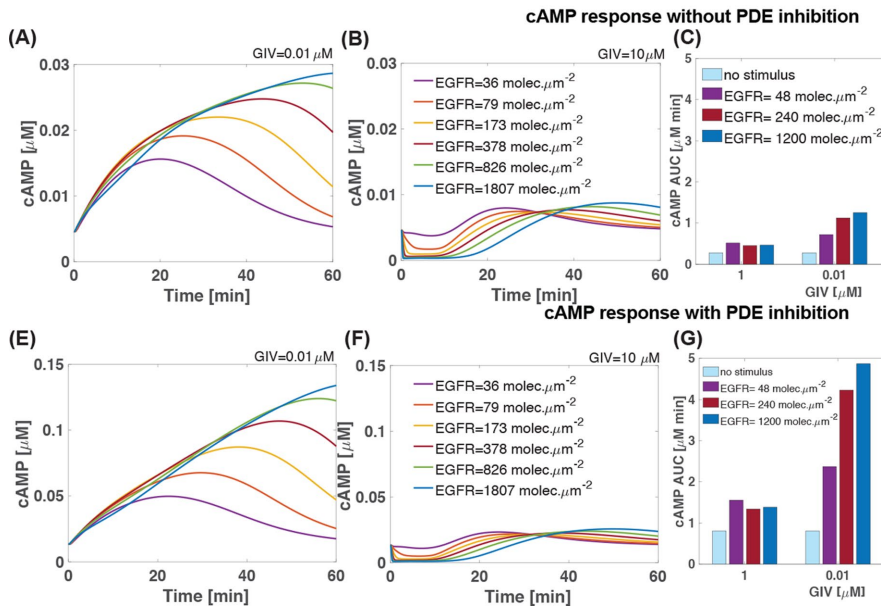 cAMP response without PDE inhibition
(A)
GIV=0.01 μM
0.03
0.02
0.01
0
cAMP [μM]
0 20 40 60
Time [min]
(B)
GIV=10 μM
0.03
0.02
0.01
0
cAMP [μM]
EGFR=36 molec.μm-2
EGFR=79 molec.μm-2
EGFR=173 molec.μm-2
EGFR=378 molec.μm-2
EGFR=826 molec.μm-2
EGFR=1807 molec.μm-2
0 20 40 60
Time [min]
(C)
5
4
3
2
1
0
cAMP AUC [μM min]
no stimulus
EGFR= 48 molec.μm-2
EGFR= 240 molec.μm-2
EGFR= 1200 molec.μm-2
1 0.01
GIV [μM]
cAMP response with PDE inhibition
(E)
GIV=0.01 μM
0.15
0.1
0.05
0
cAMP [μM]
0 20 40 60
Time [min]
(F)
GIV=10 μM
0.15
0.1
0.05
0
cAMP [μM]
EGFR=36 molec.μm-2
EGFR=79 molec.μm-2
EGFR=173 molec.μm-2
EGFR=378 molec.μm-2
EGFR=826 molec.μm-2
EGFR=1807 molec.μm-2
0 20 40 60
Time [min]
(G)
5
4
3
2
1
0
cAMP AUC [μM min]
no stimulus
EGFR= 48 molec.μm-2
EGFR= 240 molec.μm-2
EGFR= 1200 molec.μm-2
1 0.01
GIV [μM]